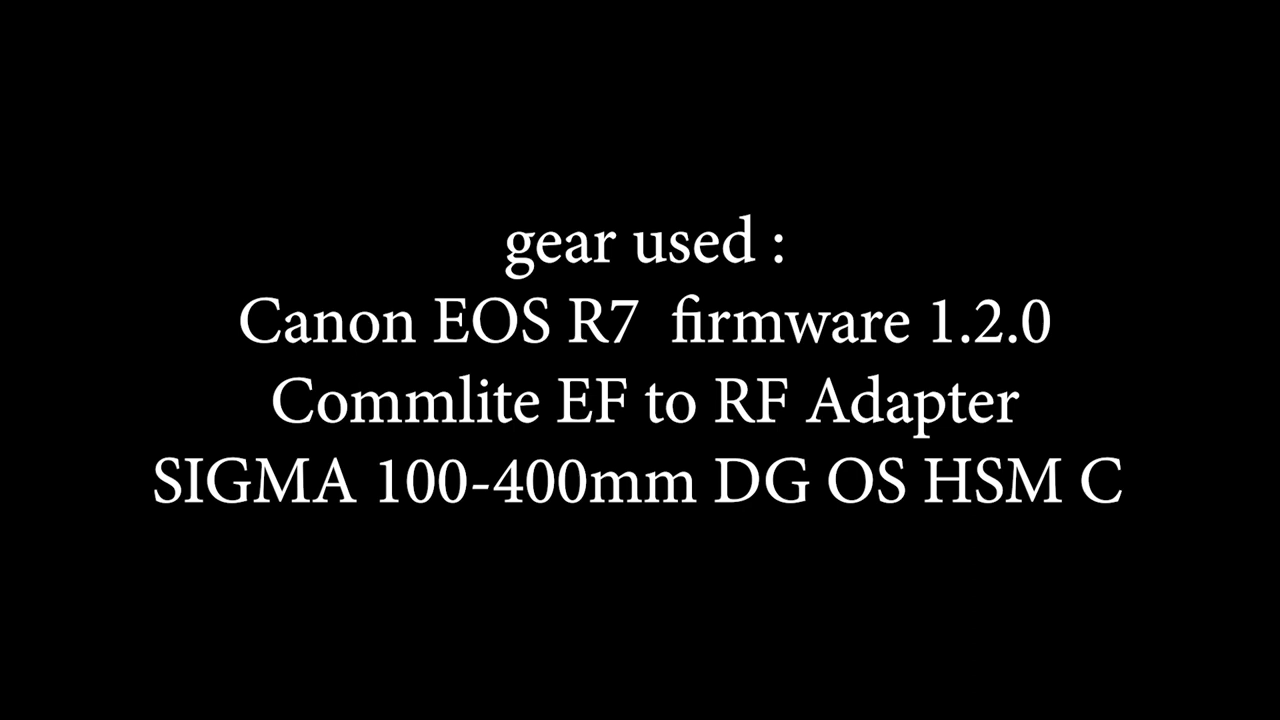 gear used :
Canon EOS R7  firmware 1.2.0
Commlite EF to RF Adapter
SIGMA 100-400mm DG OS HSM C